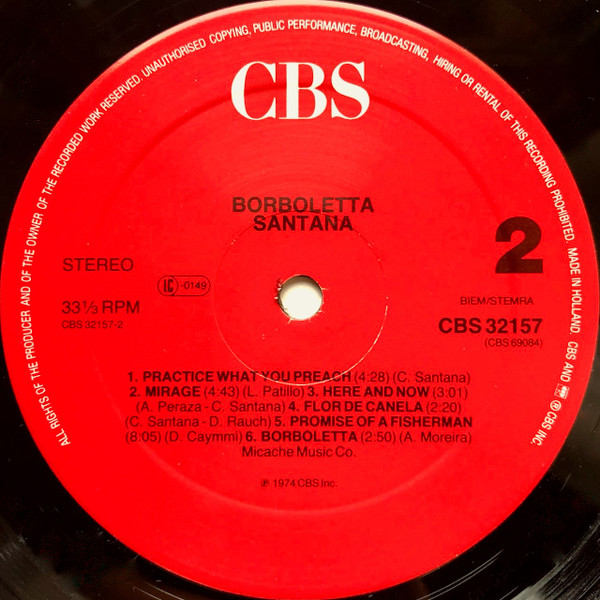 ALL RIGHTS OF THE PRODUCER AND OF THE OWNER OF THE RECORDED WORK RESERVED. UNAUTHORISED COPYING, PUBLIC PERFORMANCE, BROADCASTING, HIRING OR RENTAL OF THIS RECORDING PROHIBITED. MADE IN HOLLAND. CBS AND ® CBS INC.
CBS
BORBOLETTA
SANTANA
2
STEREO
iC -0149
33⅓ RPM
CBS 32157-2
BIEM/STEMRA
CBS 32157
(CBS 69084)
1. PRACTICE WHAT YOU PREACH (4:28) (C. Santana)
2. MIRAGE (4:43) (L. Patillo) 3. HERE AND NOW (3:01)
(A. Peraza - C. Santana) 4. FLOR DE CANELA (2:20)
(C. Santana - D. Rauch) 5. PROMISE OF A FISHERMAN
(8:05) (D. Caymmi) 6. BORBOLETTA (2:50) (A. Moreira)
Micache Music Co.
℗ 1974 CBS Inc.